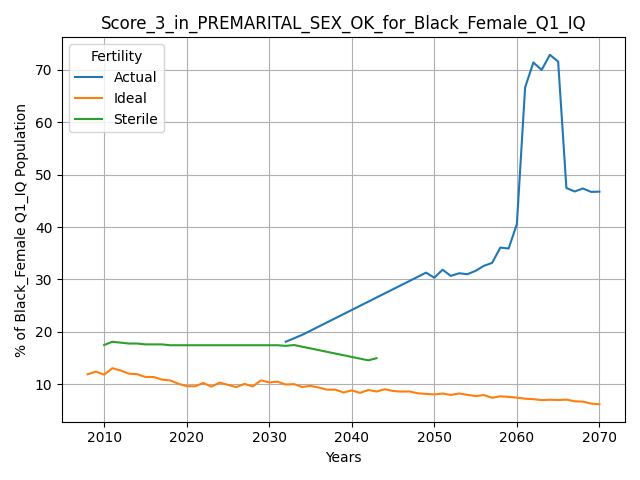 Score_3_in_PREMARITAL_SEX_OK_for_Black_Female_Q1_IQ
Fertility
Actual
Ideal
Sterile
% of Black_Female Q1_IQ Population
70
60
50
40
30
20
10
2010 2020 2030 2040 2050 2060 2070
Years